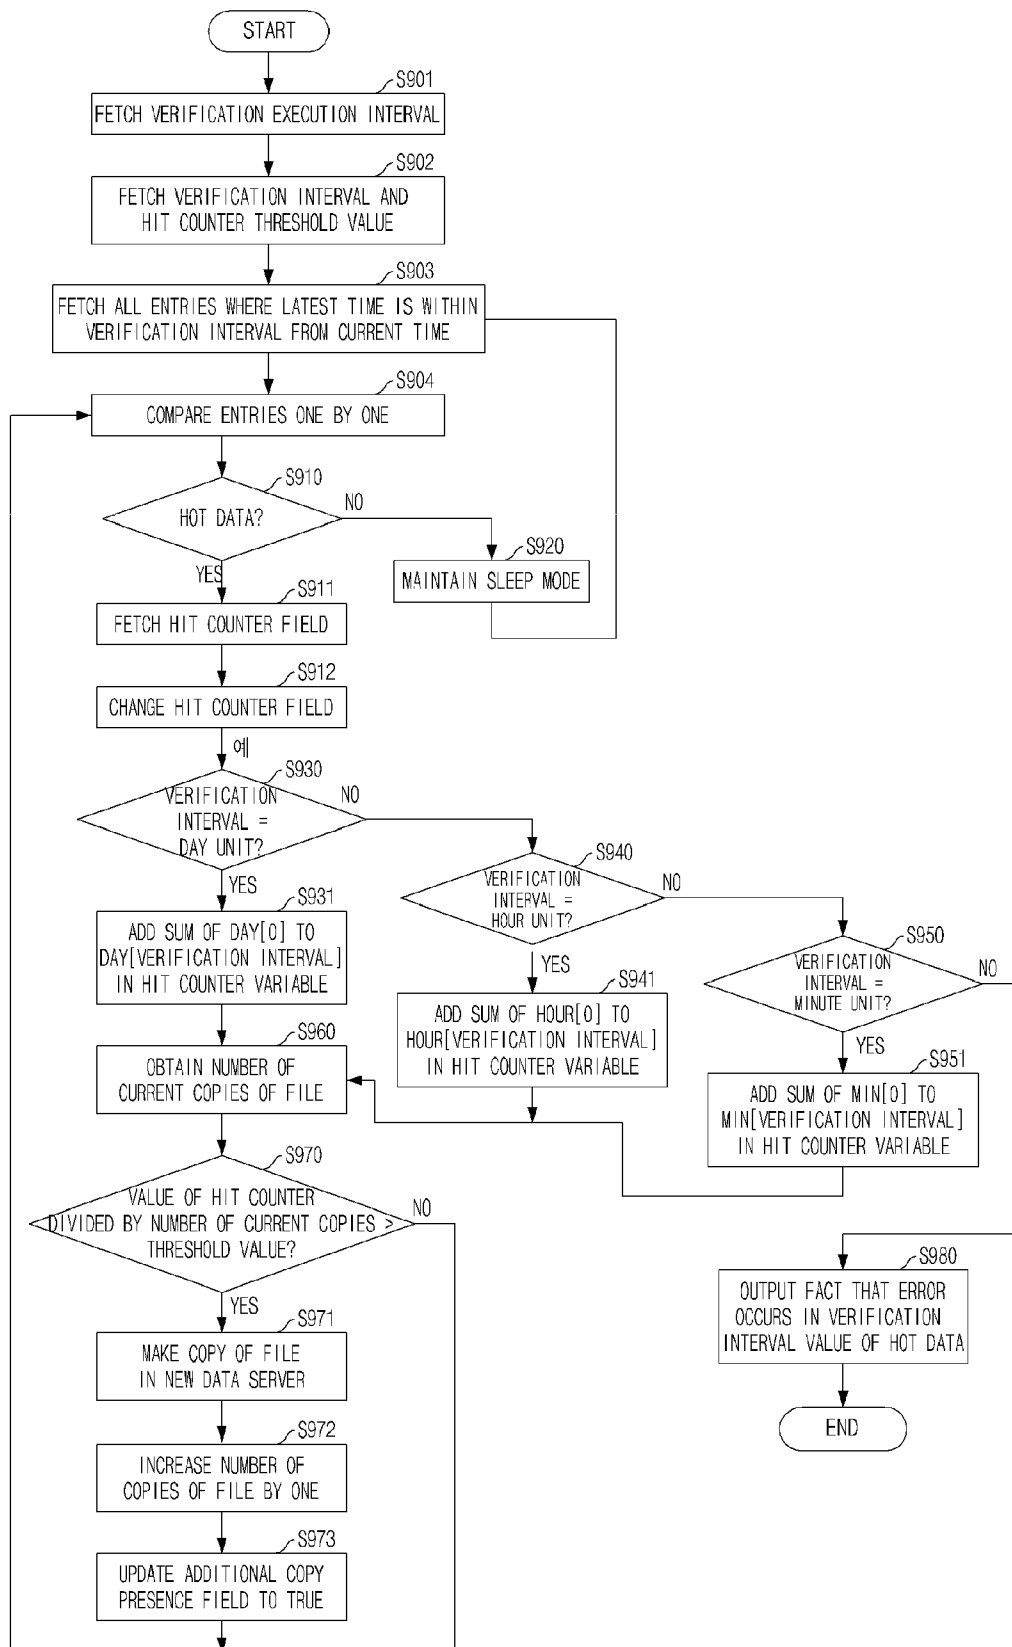 START
S901
FETCH VERIFICATION EXECUTION INTERVAL
S902
FETCH VERIFICATION INTERVAL AND
HIT COUNTER THRESHOLD VALUE
S903
FETCH ALL ENTRIES WHERE LATEST TIME IS WITHIN
VERIFICATION INTERVAL FROM CURRENT TIME
S904
COMPARE ENTRIES ONE BY ONE
S910
HOT DATA?
NO
YES
S920
MAINTAIN SLEEP MODE
S911
FETCH HIT COUNTER FIELD
S912
CHANGE HIT COUNTER FIELD
예
S930
VERIFICATION
INTERVAL =
DAY UNIT?
NO
YES
S940
VERIFICATION
INTERVAL =
HOUR UNIT?
NO
YES
S950
VERIFICATION
INTERVAL =
MINUTE UNIT?
NO
YES
S931
ADD SUM OF DAY[0] TO
DAY[VERIFICATION INTERVAL]
IN HIT COUNTER VARIABLE
S941
ADD SUM OF HOUR[0] TO
HOUR[VERIFICATION INTERVAL]
IN HIT COUNTER VARIABLE
S951
ADD SUM OF MIN[0] TO
MIN[VERIFICATION INTERVAL]
IN HIT COUNTER VARIABLE
S960
OBTAIN NUMBER OF
CURRENT COPIES OF FILE
S970
VALUE OF HIT COUNTER
DIVIDED BY NUMBER OF CURRENT COPIES >
THRESHOLD VALUE?
NO
YES
S980
OUTPUT FACT THAT ERROR
OCCURS IN VERIFICATION
INTERVAL VALUE OF HOT DATA
END
S971
MAKE COPY OF FILE
IN NEW DATA SERVER
S972
INCREASE NUMBER OF
COPIES OF FILE BY ONE
S973
UPDATE ADDITIONAL COPY
PRESENCE FIELD TO TRUE